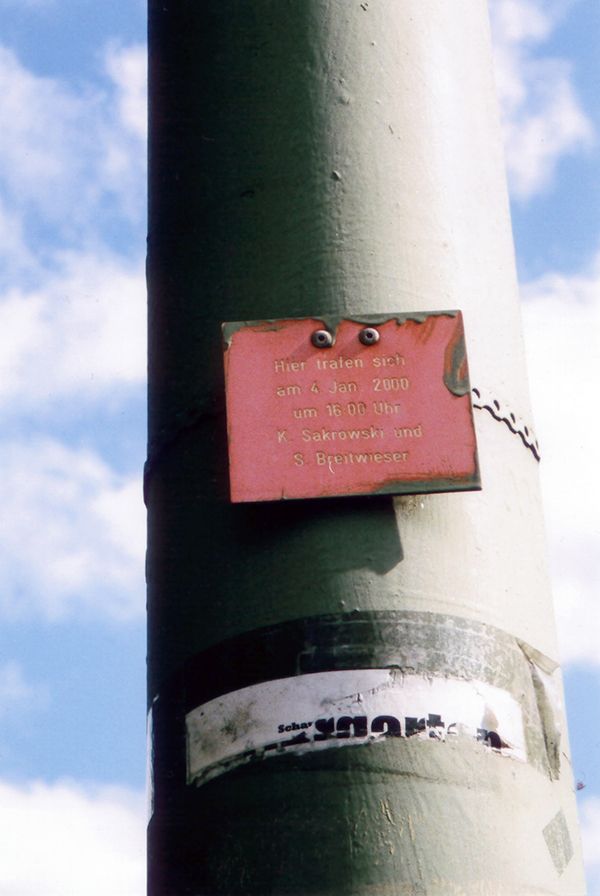 Hier trafen sich
am 4. Jan. 2000
um 16.00 Uhr
K. Sakrowski und
S. Breitwieser